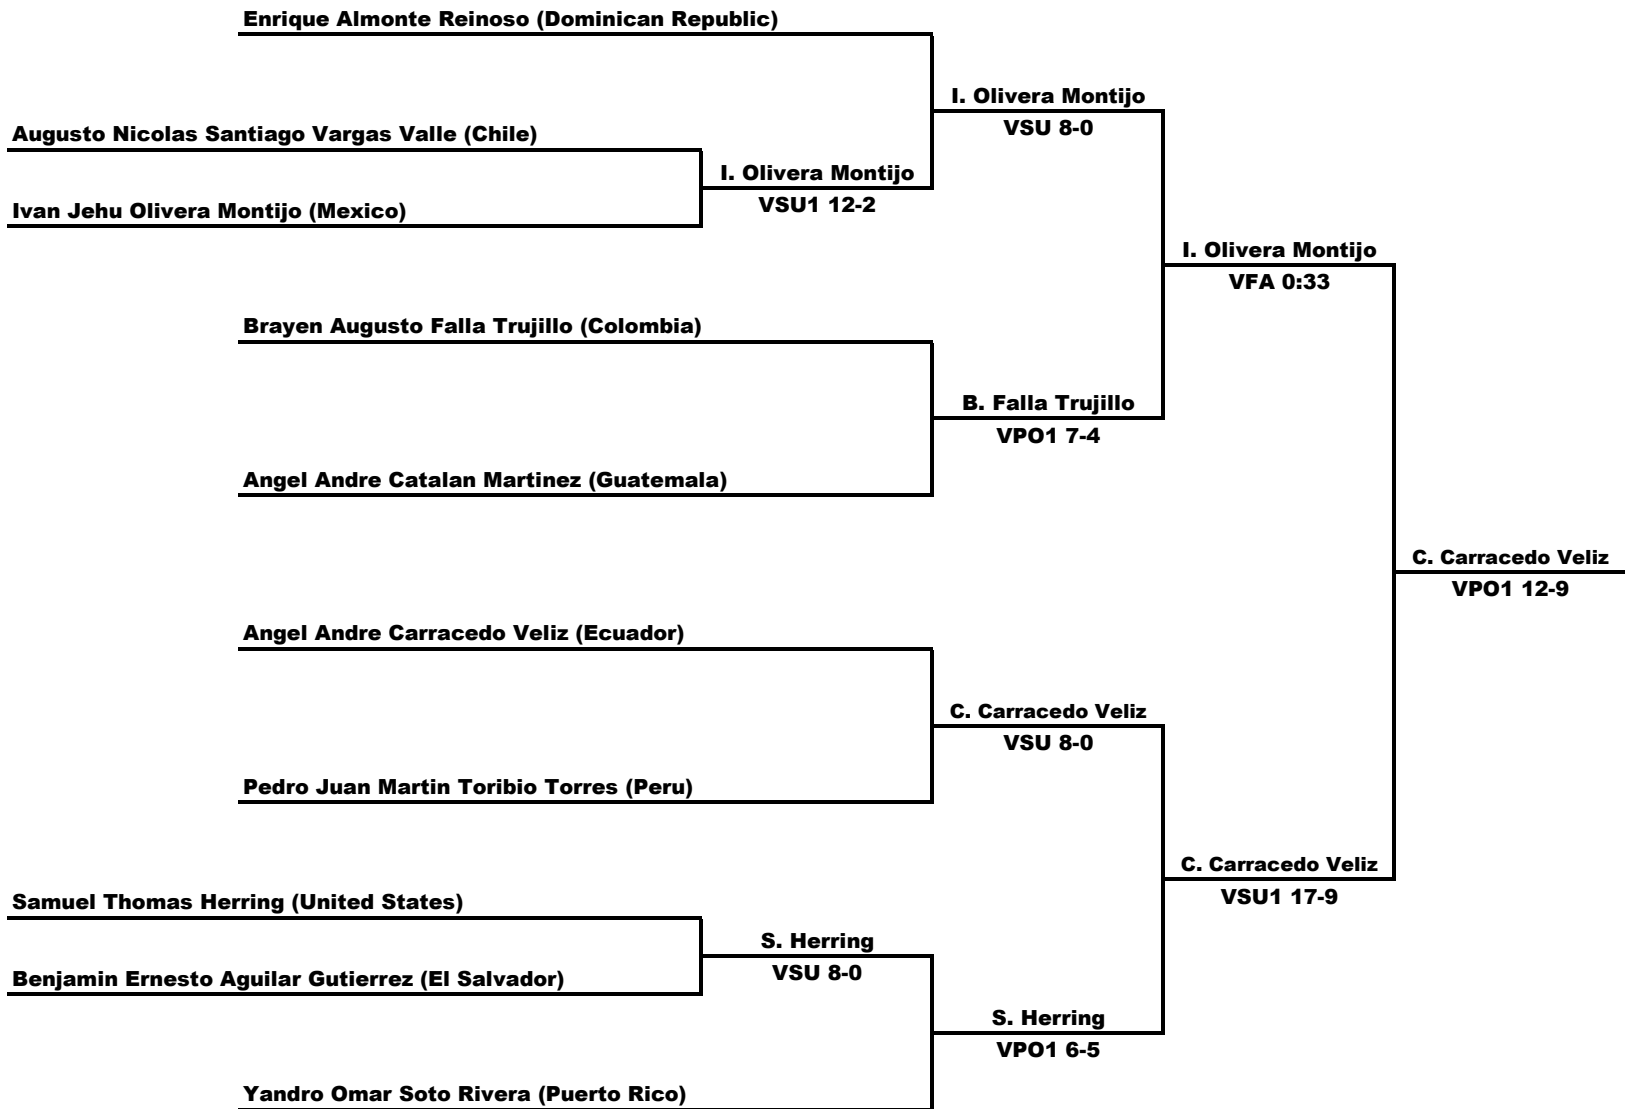 Enrique Almonte Reinoso (Dominican Republic)
I. Olivera Montijo
VSU 8-0
Augusto Nicolas Santiago Vargas Valle (Chile)
I. Olivera Montijo
VSU1 12-2
Ivan Jehu Olivera Montijo (Mexico)
I. Olivera Montijo
VFA 0:33
Brayen Augusto Falla Trujillo (Colombia)
B. Falla Trujillo
VPO1 7-4
Angel Andre Catalan Martinez (Guatemala)
C. Carracedo Veliz
VPO1 12-9
Angel Andre Carracedo Veliz (Ecuador)
C. Carracedo Veliz
VSU 8-0
Pedro Juan Martin Toribio Torres (Peru)
C. Carracedo Veliz
VSU1 17-9
Samuel Thomas Herring (United States)
S. Herring
VSU 8-0
Benjamin Ernesto Aguilar Gutierrez (El Salvador)
S. Herring
VPO1 6-5
Yandro Omar Soto Rivera (Puerto Rico)